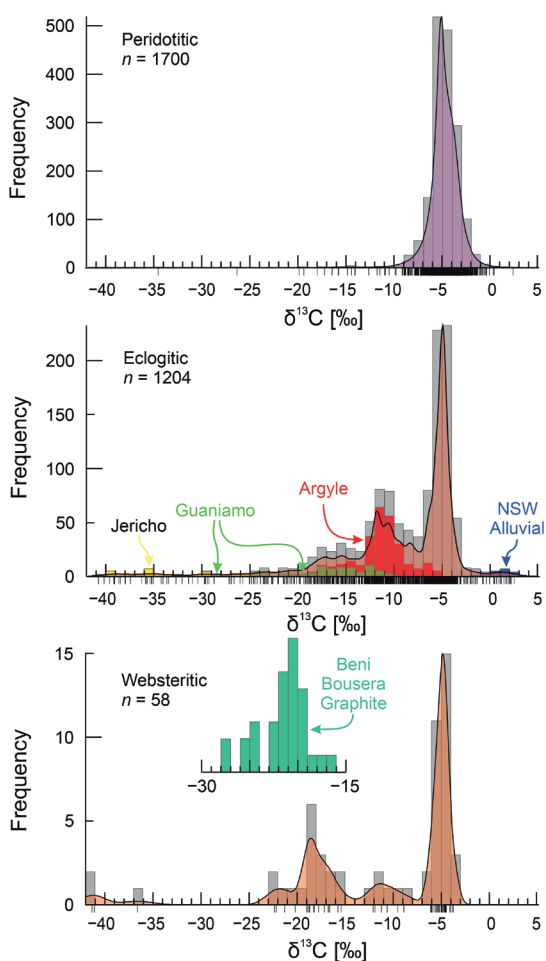 Peridotitic
n = 1700
Frequency
500
400
300
200
100
0
−40 −35 −30 −25 −20 −15 −10 −5 0 5
δ¹³C [‰]
Eclogitic
n = 1204
Frequency
200
150
100
50
0
Jericho
Guaniamo
Argyle
NSW
Alluvial
−40 −35 −30 −25 −20 −15 −10 −5 0 5
δ¹³C [‰]
Websteritic
n = 58
Frequency
15
10
5
0
Beni
Bousera
Graphite
−30 −15
−40 −35 −30 −25 −20 −15 −10 −5 0 5
δ¹³C [‰]